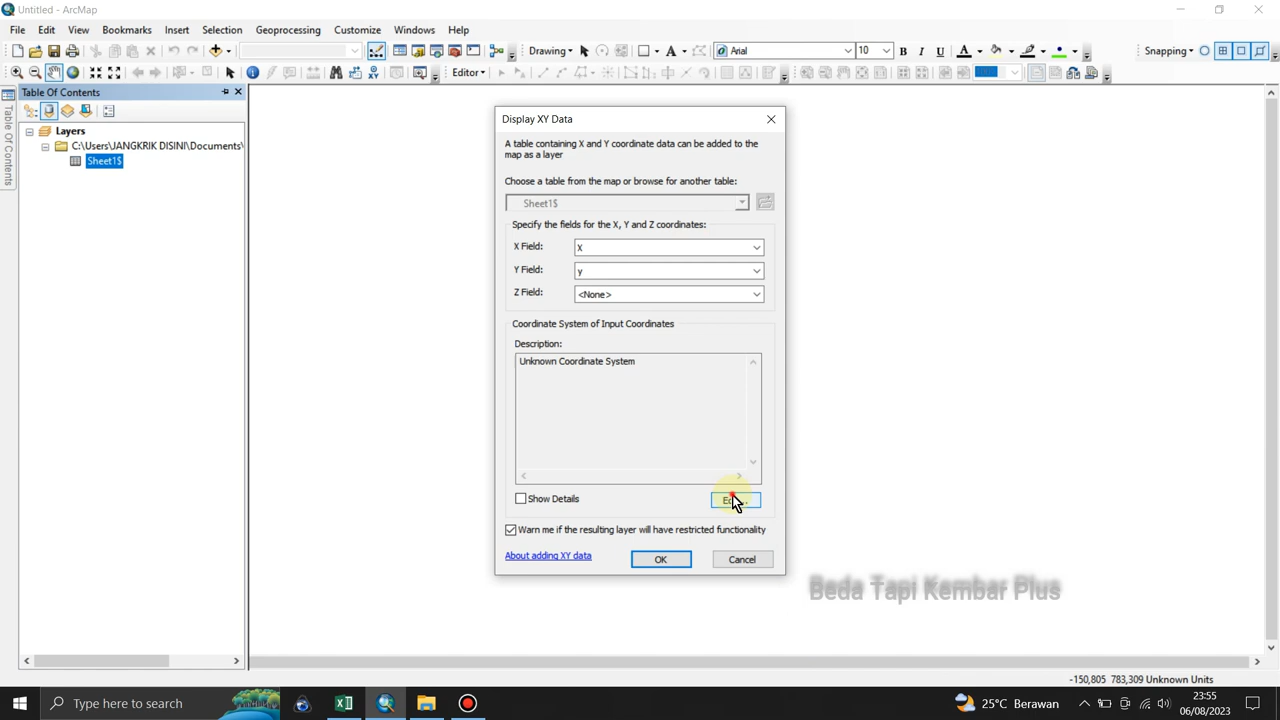 Untitled - ArcMap
File Edit View Bookmarks Insert Selection Geoprocessing Customize Windows Help
Drawing Arial 10 B I U A Snapping
Editor
Table Of Contents
Layers
C:\Users\JANGKRIK DISINI\Documents\
Sheet1$
Table Of Contents
Display XY Data
A table containing X and Y coordinate data can be added to the
map as a layer
Choose a table from the map or browse for another table:
Sheet1$
Specify the fields for the X, Y and Z coordinates:
X Field: X
Y Field: y
Z Field: <None>
Coordinate System of Input Coordinates
Description:
Unknown Coordinate System
Show Details
Warn me if the resulting layer will have restricted functionality
About adding XY data
OK Cancel
Beda Tapi Kembar Plus
-150,805 783,309 Unknown Units
Type here to search
25°C Berawan
23:55
06/08/2023